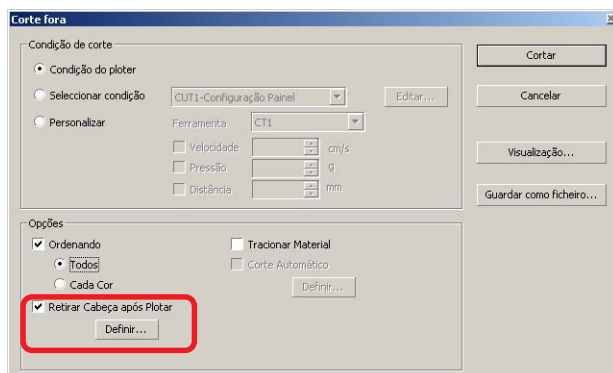 Corte fora
Condição de corte
Condição do ploter
Seleccionar condição CUT1-Configuração Painel Editar...
Personalizar Ferramenta CT1
Velocidade cm/s
Pressão g
Distância mm
Opções
Ordenando Tracionar Material
Todos Corte Automático
Cada Cor Definir...
Retirar Cabeça após Plotar
Definir...
Cortar
Cancelar
Visualização...
Guardar como ficheiro...